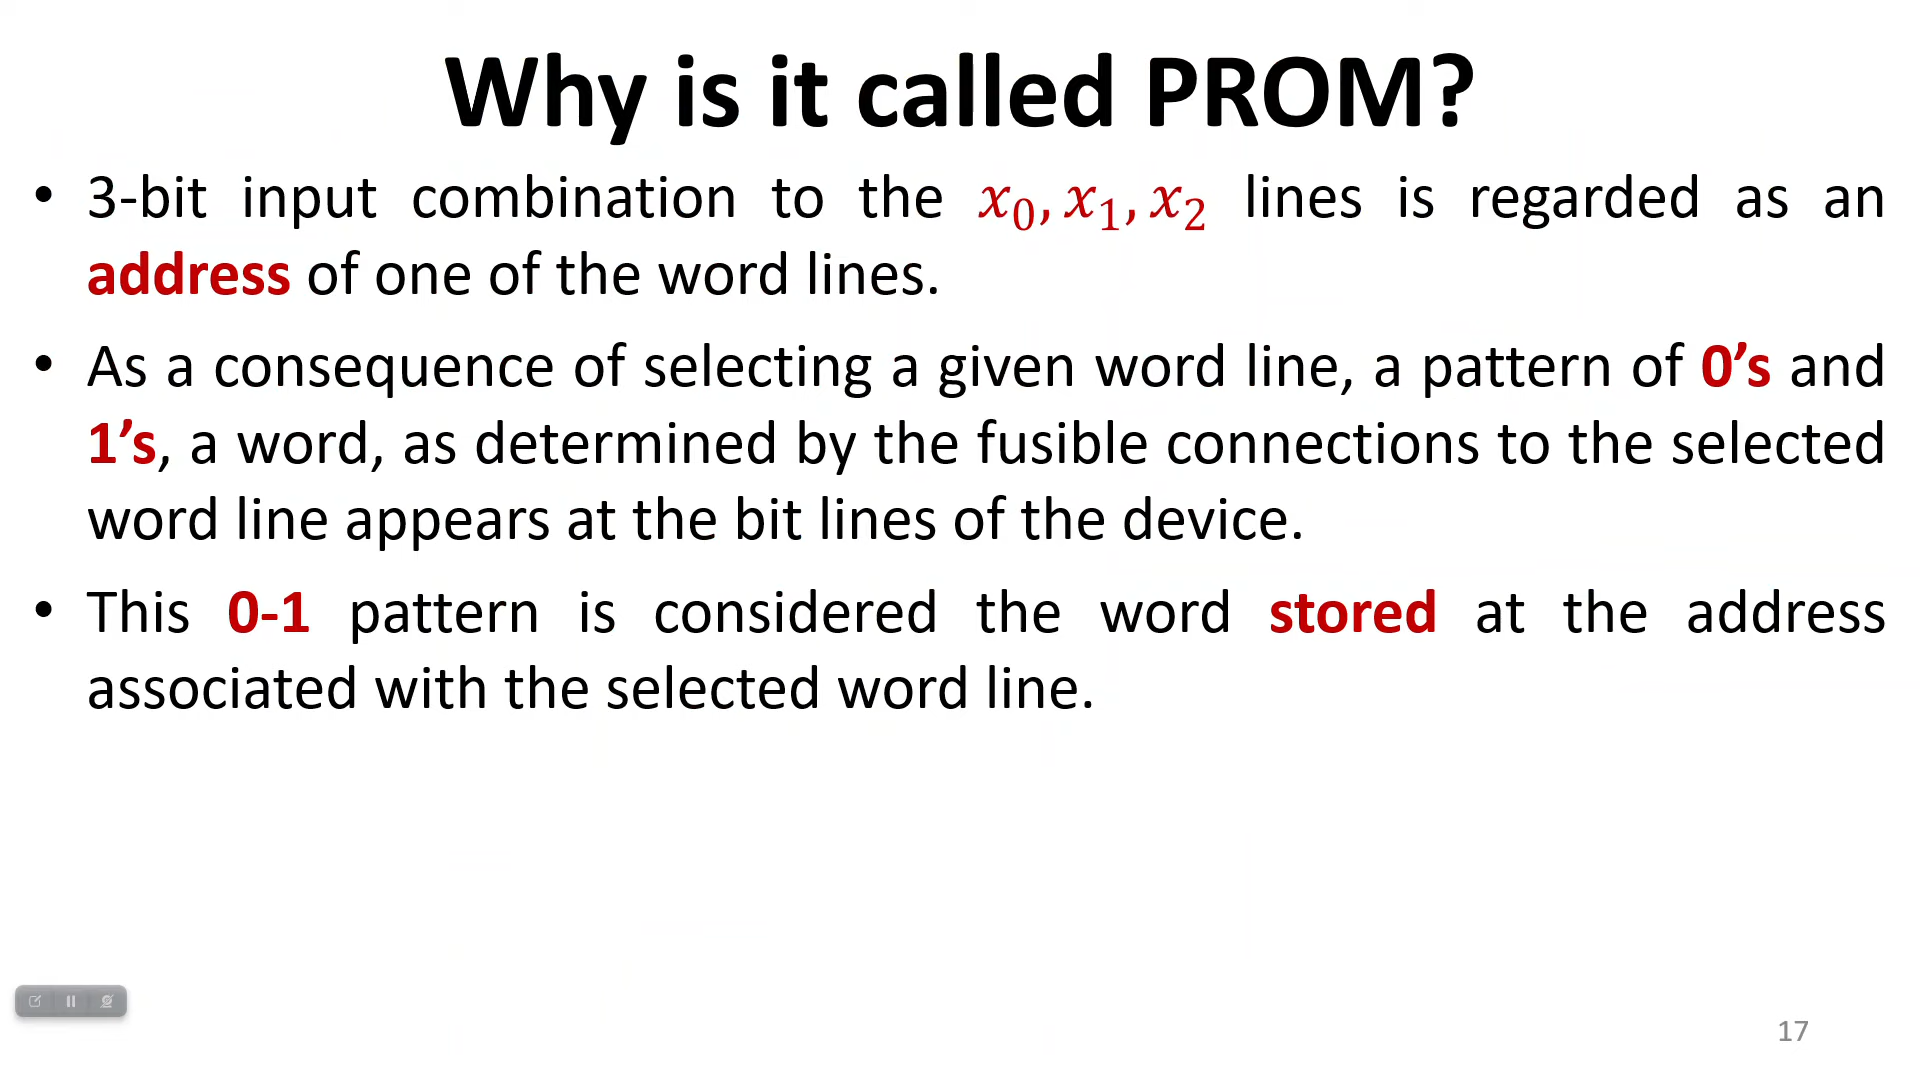 Why is it called PROM?
• 3-bit input combination to the x₀, x₁, x₂ lines is regarded as an
address of one of the word lines.
• As a consequence of selecting a given word line, a pattern of 0’s and
1’s, a word, as determined by the fusible connections to the selected
word line appears at the bit lines of the device.
• This 0-1 pattern is considered the word stored at the address
associated with the selected word line.
17